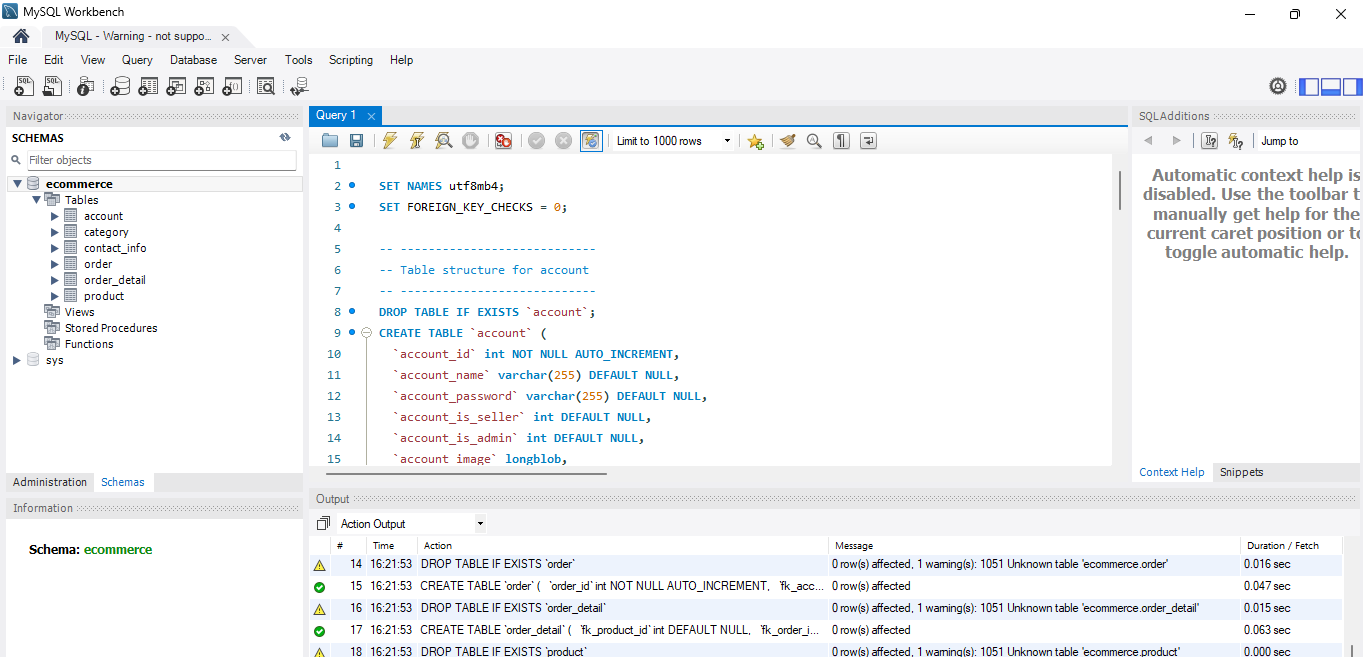 MySQL Workbench
MySQL - Warning - not suppo...
File Edit View Query Database Server Tools Scripting Help
Navigator
SCHEMAS
Filter objects
ecommerce
Tables
account
category
contact_info
order
order_detail
product
Views
Stored Procedures
Functions
sys
Administration Schemas
Information
Schema: ecommerce
Query 1
Limit to 1000 rows
1
2 SET NAMES utf8mb4;
3 SET FOREIGN_KEY_CHECKS = 0;
4
5 -- ----------------------------
6 -- Table structure for account
7 -- ----------------------------
8 DROP TABLE IF EXISTS `account`;
9 CREATE TABLE `account` (
10 `account_id` int NOT NULL AUTO_INCREMENT,
11 `account_name` varchar(255) DEFAULT NULL,
12 `account_password` varchar(255) DEFAULT NULL,
13 `account_is_seller` int DEFAULT NULL,
14 `account_is_admin` int DEFAULT NULL,
15 `account_image` longblob,
SQLAdditions
Jump to
Automatic context help is
disabled. Use the toolbar t
manually get help for the
current caret position or to
toggle automatic help.
Context Help Snippets
Output
Action Output
# Time Action Message Duration / Fetch
14 16:21:53 DROP TABLE IF EXISTS `order` 0 row(s) affected, 1 warning(s): 1051 Unknown table 'ecommerce.order' 0.016 sec
15 16:21:53 CREATE TABLE `order` ( `order_id` int NOT NULL AUTO_INCREMENT, `fk_acc... 0 row(s) affected 0.047 sec
16 16:21:53 DROP TABLE IF EXISTS `order_detail` 0 row(s) affected, 1 warning(s): 1051 Unknown table 'ecommerce.order_detail' 0.015 sec
17 16:21:53 CREATE TABLE `order_detail` ( `fk_product_id` int DEFAULT NULL, `fk_order_i... 0 row(s) affected 0.063 sec
18 16:21:53 DROP TABLE IF EXISTS `product` 0 row(s) affected, 1 warning(s): 1051 Unknown table 'ecommerce.product' 0.000 sec